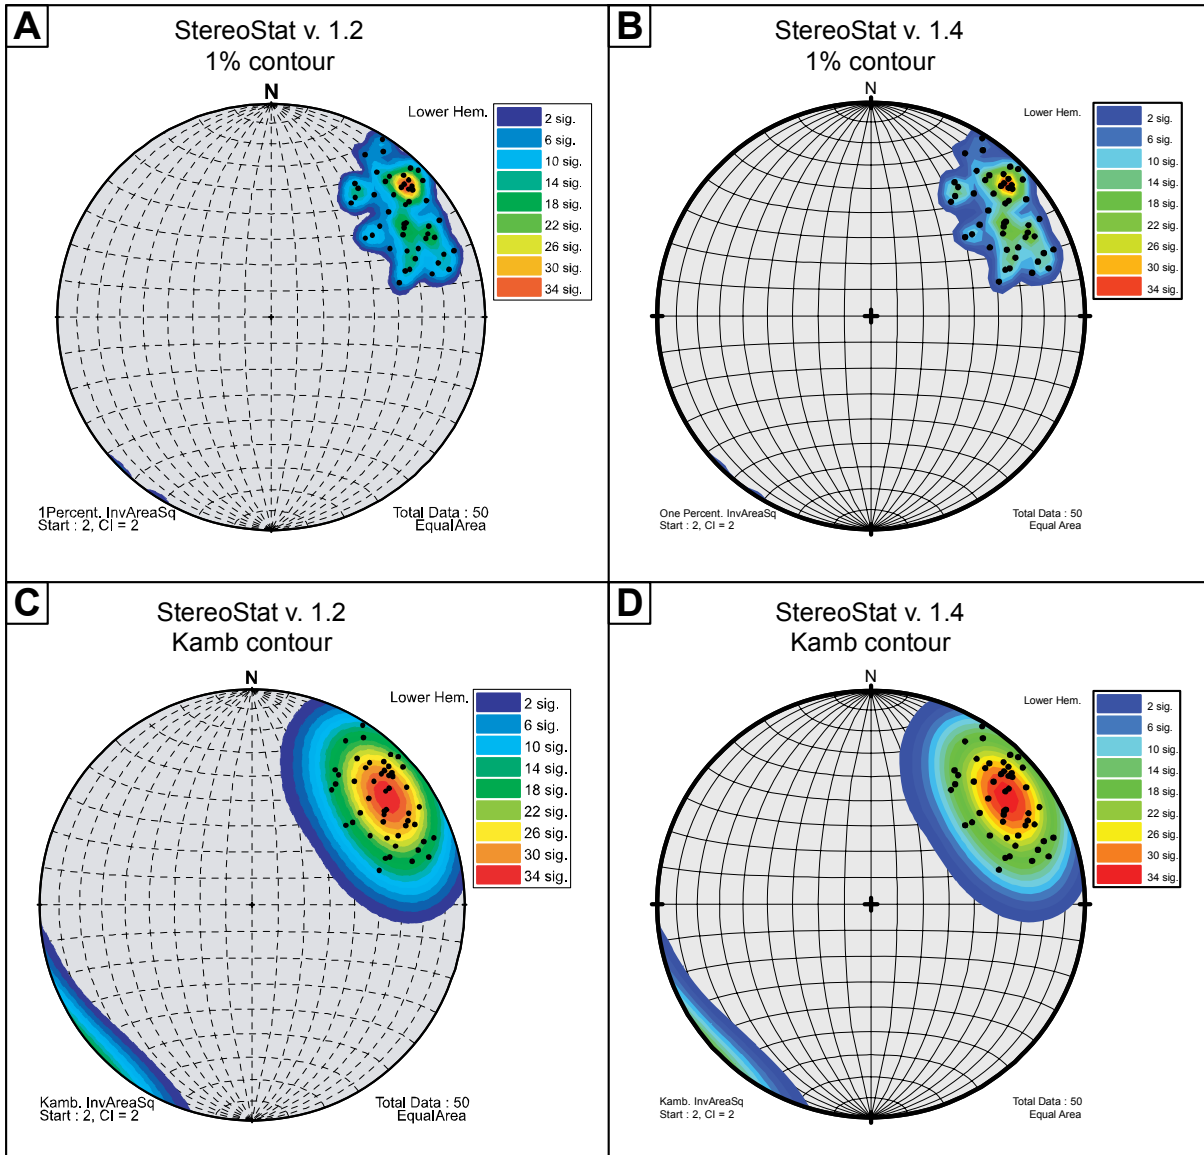 A
StereoStat v. 1.2
1% contour
N
Lower Hem.
2 sig.
6 sig.
10 sig.
14 sig.
18 sig.
22 sig.
26 sig.
30 sig.
34 sig.
1Percent. InvAreaSq
Start : 2, CI = 2
Total Data : 50
EqualArea
B
StereoStat v. 1.4
1% contour
N
Lower Hem.
2 sig.
6 sig.
10 sig.
14 sig.
18 sig.
22 sig.
26 sig.
30 sig.
34 sig.
One Percent. InvAreaSq
Start : 2, CI = 2
Total Data : 50
Equal Area
C
StereoStat v. 1.2
Kamb contour
N
Lower Hem.
2 sig.
6 sig.
10 sig.
14 sig.
18 sig.
22 sig.
26 sig.
30 sig.
34 sig.
Kamb. InvAreaSq
Start : 2, CI = 2
Total Data : 50
EqualArea
D
StereoStat v. 1.4
Kamb contour
N
Lower Hem.
2 sig.
6 sig.
10 sig.
14 sig.
18 sig.
22 sig.
26 sig.
30 sig.
34 sig.
Kamb. InvAreaSq
Start : 2, CI = 2
Total Data : 50
Equal Area